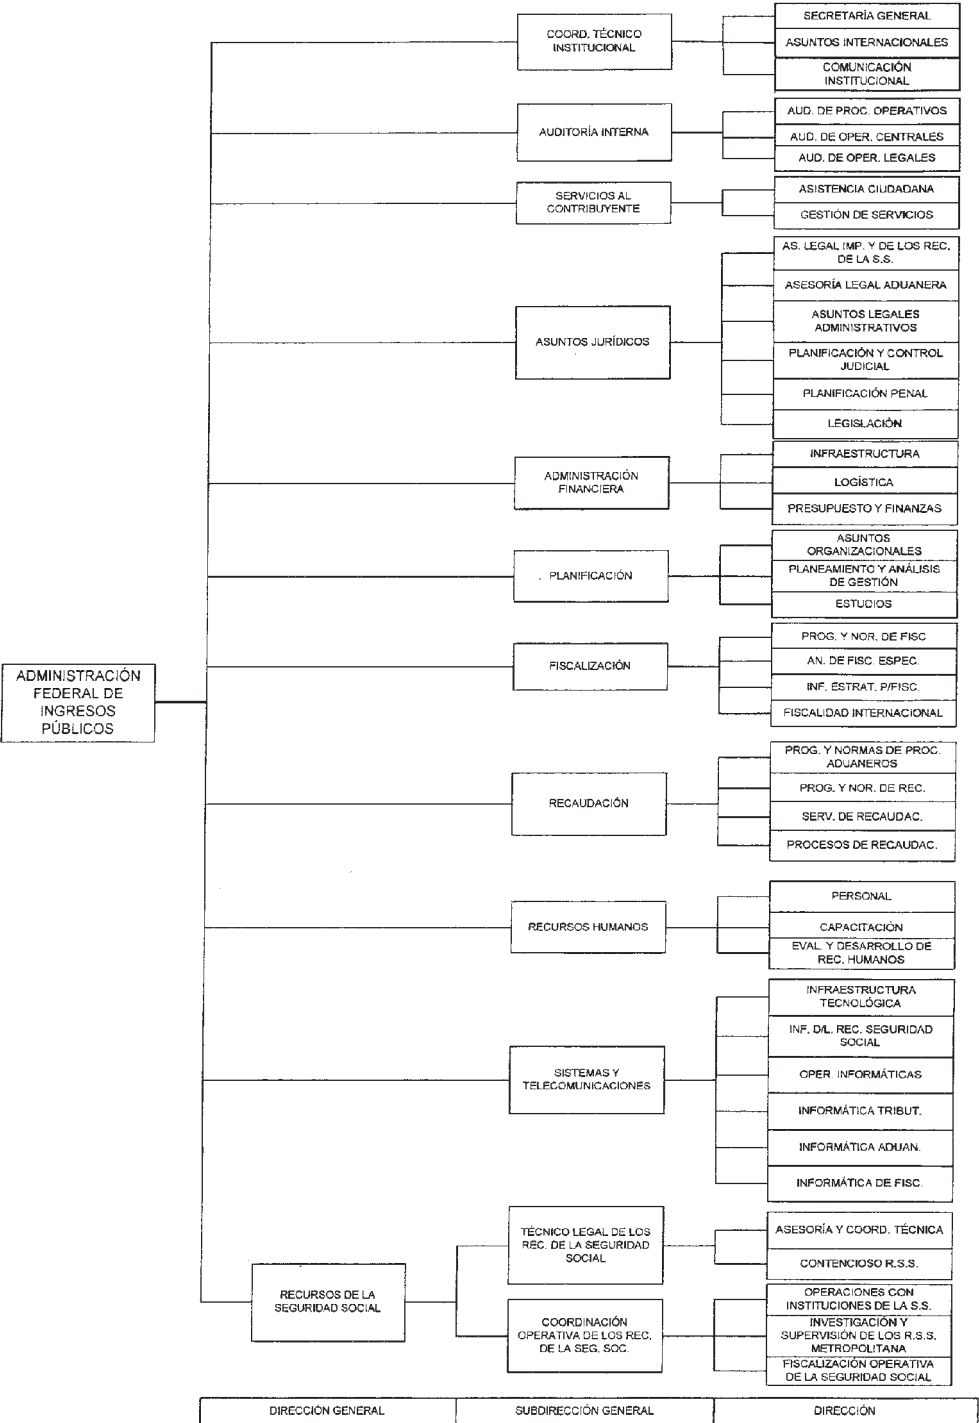 COORD. TÉCNICO
INSTITUCIONAL
SECRETARÍA GENERAL
ASUNTOS INTERNACIONALES
COMUNICACIÓN
INSTITUCIONAL
AUDITORÍA INTERNA
AUD. DE PROC. OPERATIVOS
AUD. DE OPER. CENTRALES
AUD. DE OPER. LEGALES
SERVICIOS AL
CONTRIBUYENTE
ASISTENCIA CIUDADANA
GESTIÓN DE SERVICIOS
ASUNTOS JURÍDICOS
AS. LEGAL IMP. Y DE LOS REC.
DE LA S.S.
ASESORÍA LEGAL ADUANERA
ASUNTOS LEGALES
ADMINISTRATIVOS
PLANIFICACIÓN Y CONTROL
JUDICIAL
PLANIFICACIÓN PENAL
LEGISLACIÓN
ADMINISTRACIÓN
FINANCIERA
INFRAESTRUCTURA
LOGÍSTICA
PRESUPUESTO Y FINANZAS
PLANIFICACIÓN
ASUNTOS
ORGANIZACIONALES
PLANEAMIENTO Y ANÁLISIS
DE GESTIÓN
ESTUDIOS
ADMINISTRACIÓN
FEDERAL DE
INGRESOS
PÚBLICOS
FISCALIZACIÓN
PROG. Y NOR. DE FISC
AN. DE FISC. ESPEC.
INF. ESTRAT. P/FISC.
FISCALIDAD INTERNACIONAL
RECAUDACIÓN
PROG. Y NORMAS DE PROC.
ADUANEROS
PROG. Y NOR. DE REC.
SERV. DE RECAUDAC.
PROCESOS DE RECAUDAC.
RECURSOS HUMANOS
PERSONAL
CAPACITACIÓN
EVAL. Y DESARROLLO DE
REC. HUMANOS
SISTEMAS Y
TELECOMUNICACIONES
INFRAESTRUCTURA
TECNOLÓGICA
INF. D/L. REC. SEGURIDAD
SOCIAL
OPER. INFORMÁTICAS
INFORMÁTICA TRIBUT.
INFORMÁTICA ADUAN.
INFORMÁTICA DE FISC.
RECURSOS DE LA
SEGURIDAD SOCIAL
TÉCNICO LEGAL DE LOS
REC. DE LA SEGURIDAD
SOCIAL
ASESORÍA Y COORD. TÉCNICA
CONTENCIOSO R.S.S.
COORDINACIÓN
OPERATIVA DE LOS REC.
DE LA SEG. SOC.
OPERACIONES CON
INSTITUCIONES DE LA S.S.
INVESTIGACIÓN Y
SUPERVISIÓN DE LOS R.S.S.
METROPOLITANA
FISCALIZACIÓN OPERATIVA
DE LA SEGURIDAD SOCIAL
DIRECCIÓN GENERAL
SUBDIRECCIÓN GENERAL
DIRECCIÓN